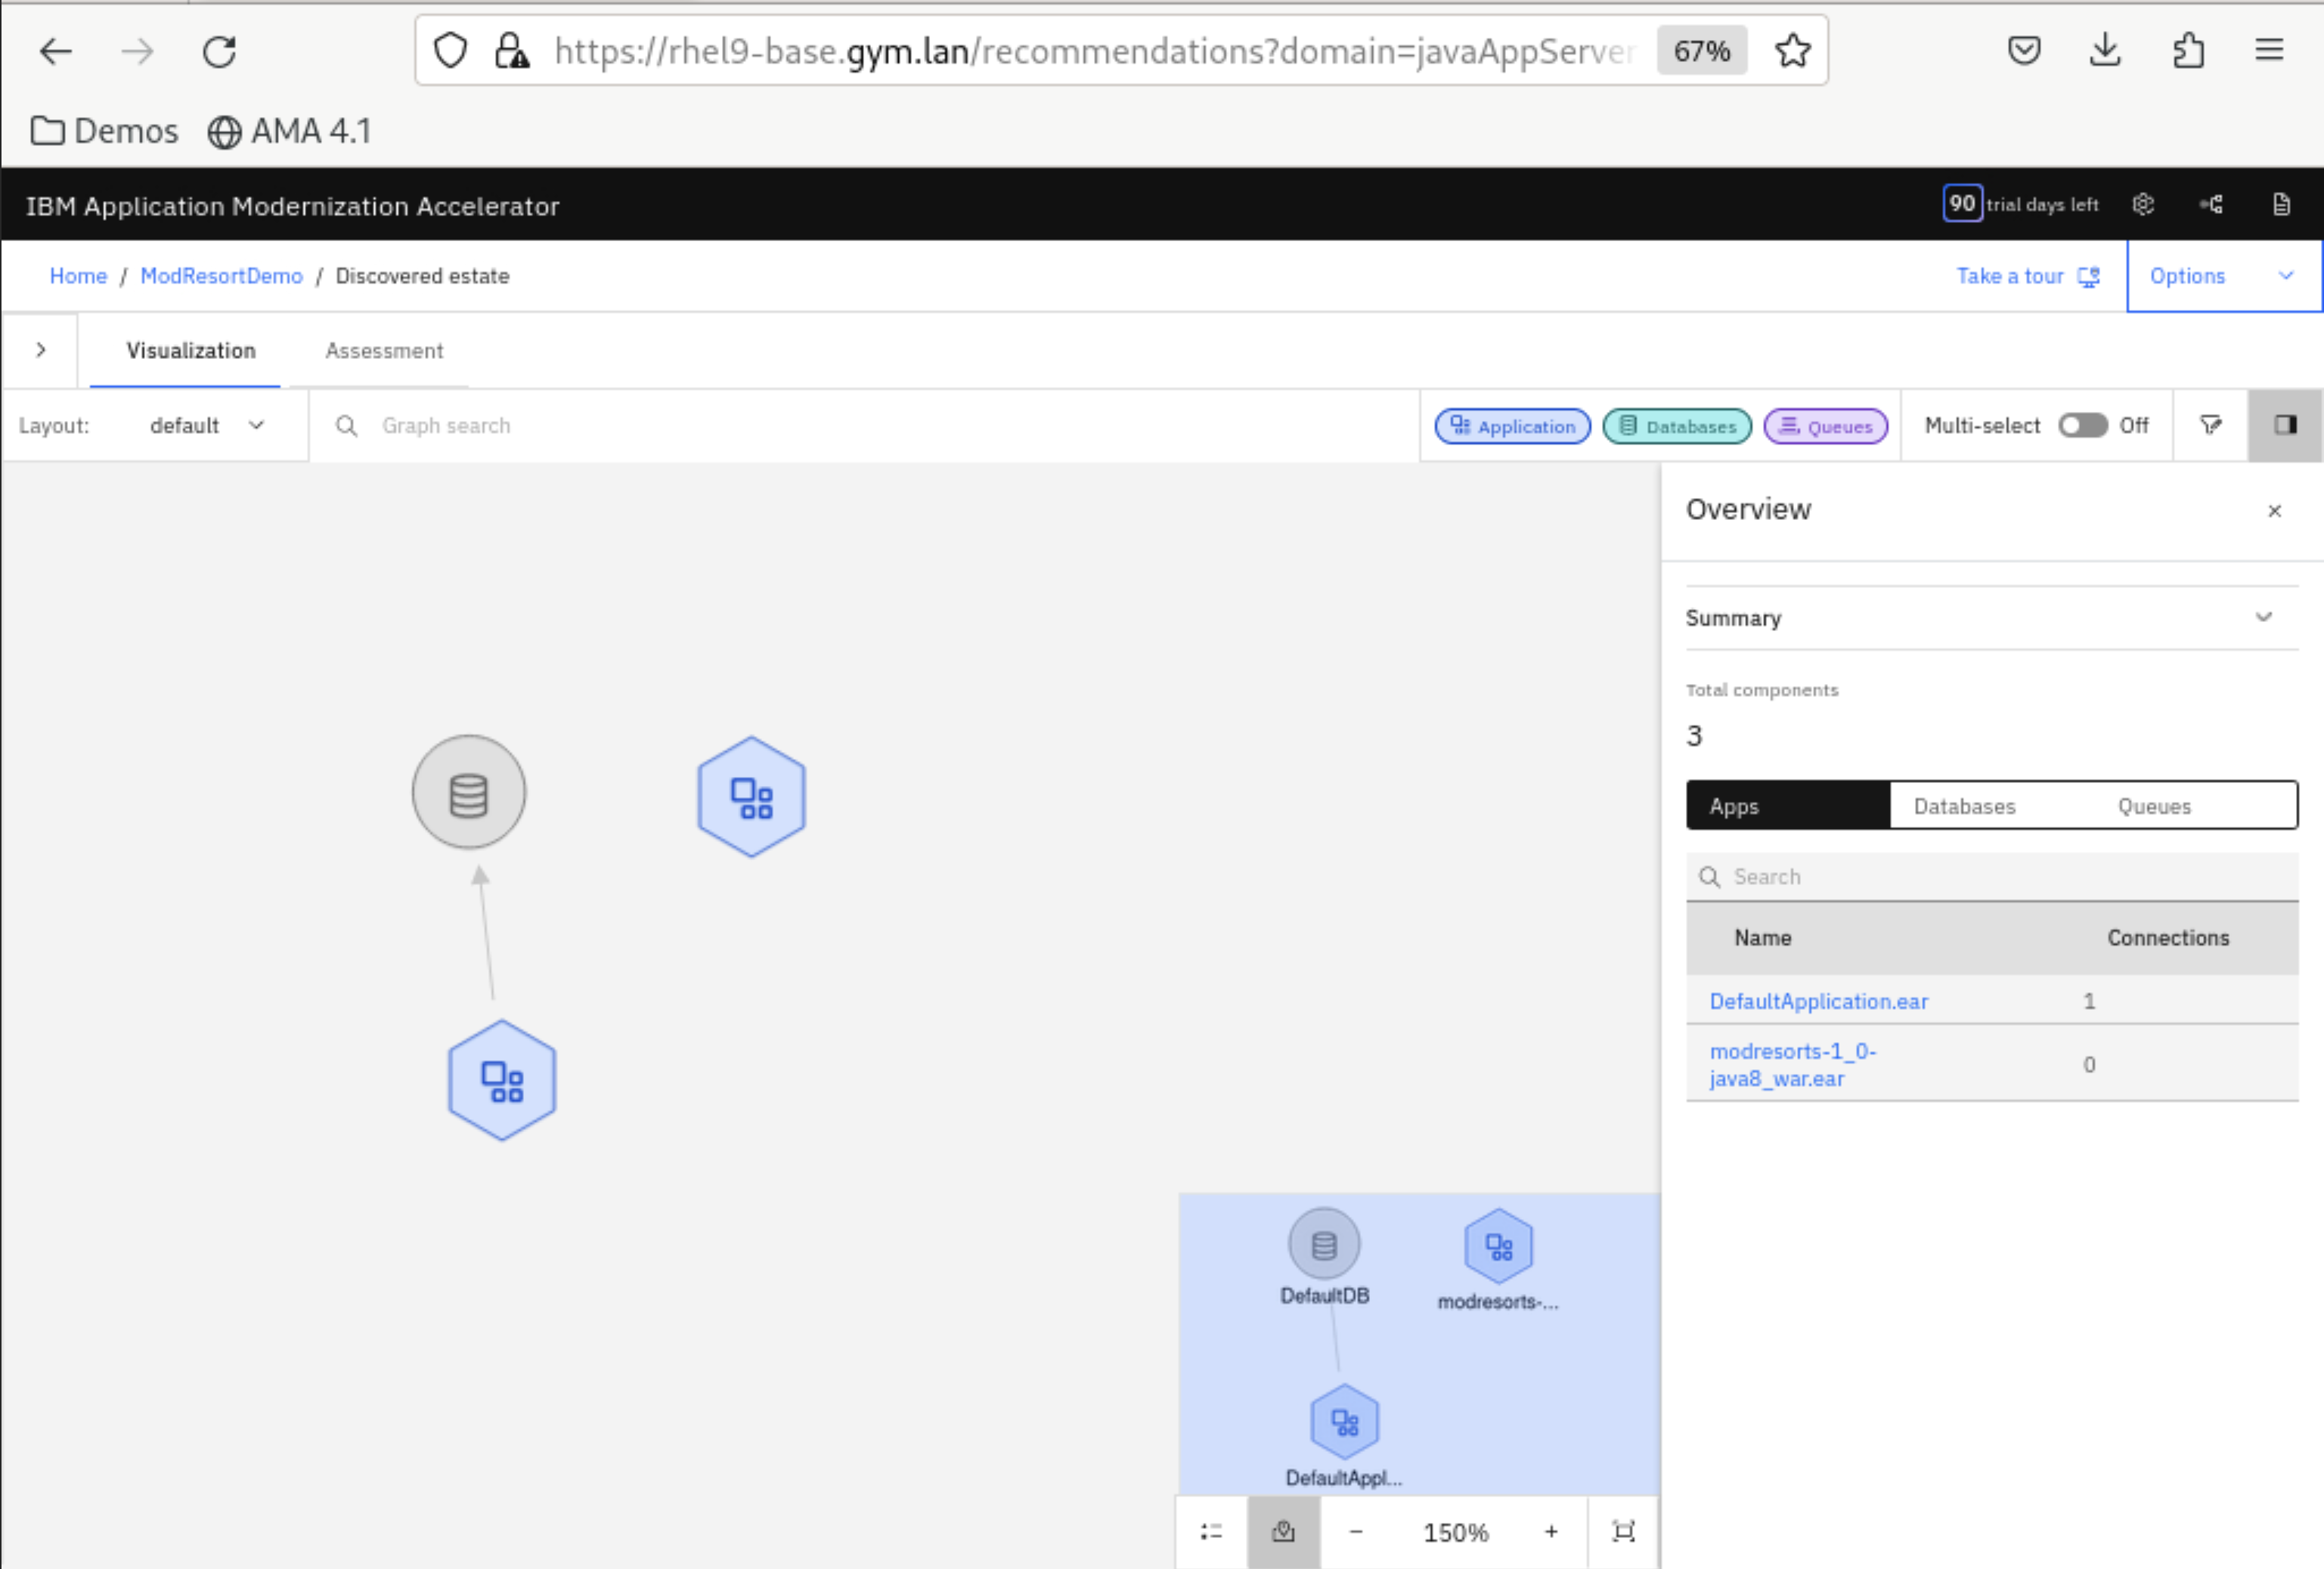 https://rhel9-base.gym.lan/recommendations?domain=javaAppServer 67%
Demos AMA 4.1
IBM Application Modernization Accelerator 90 trial days left
Home / ModResortDemo / Discovered estate Take a tour Options
Visualization Assessment
Layout: default Graph search Application Databases Queues Multi-select Off
Overview
Summary
Total components
3
Apps Databases Queues
Search
Name Connections
DefaultApplication.ear 1
modresorts-1_0-
java8_war.ear 0
DefaultDB modresorts-...
DefaultAppl...
150%